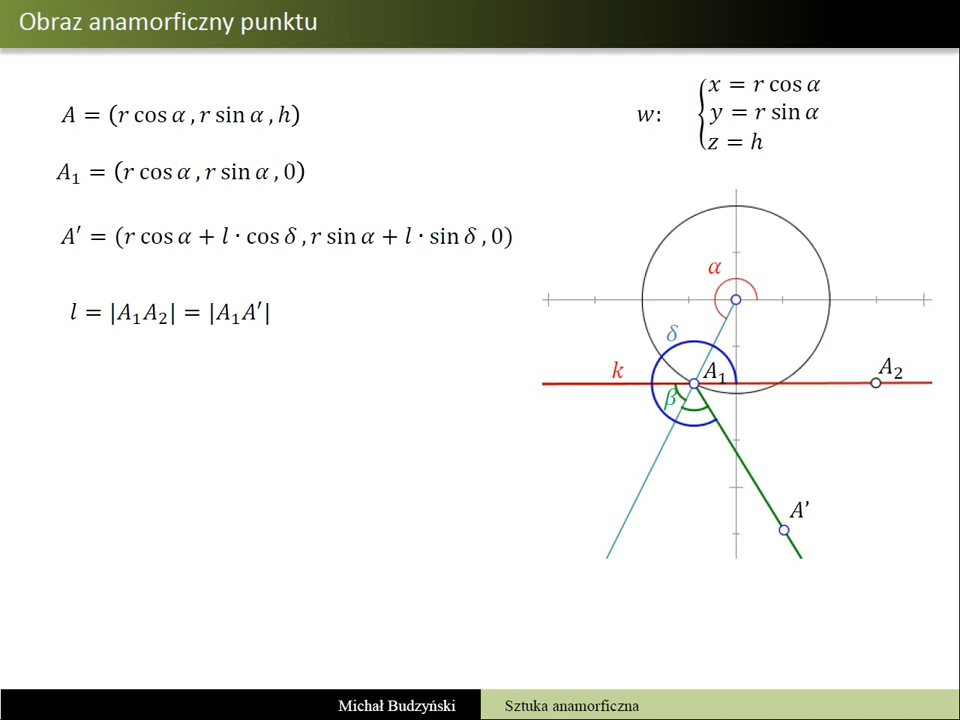 Obraz anamorficzny punktu
A = (r cos α , r sin α , h)
w: { x = r cos α
y = r sin α
z = h
A₁ = (r cos α , r sin α , 0)
A′ = (r cos α + l · cos δ , r sin α + l · sin δ , 0)
l = |A₁A₂| = |A₁A′|
α
δ
k
A₁
A₂
β
A’
Michał Budzyński
Sztuka anamorficzna